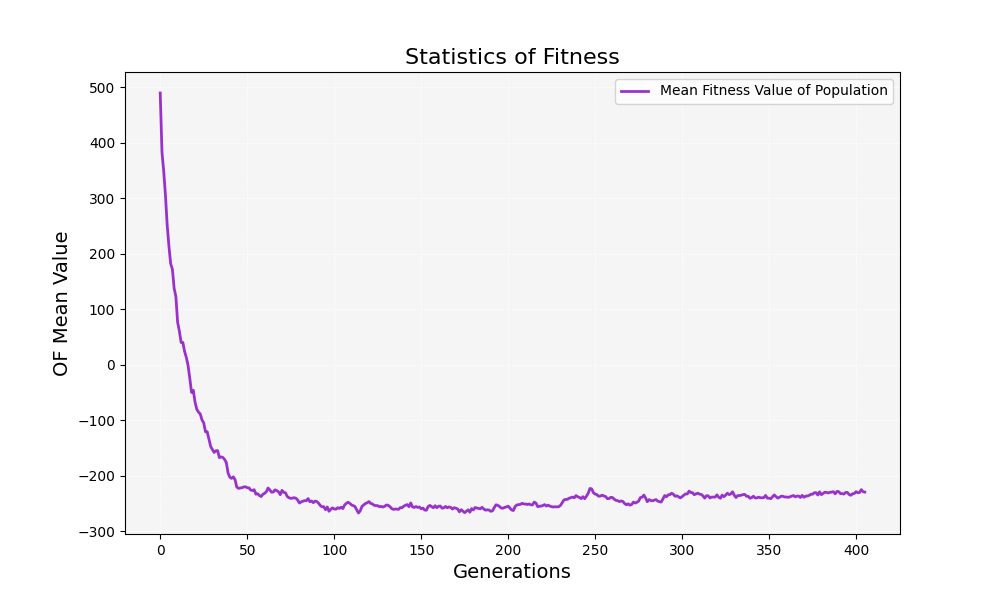 Statistics of Fitness
Mean Fitness Value of Population
OF Mean Value
500
400
300
200
100
0
−100
−200
−300
0 50 100 150 200 250 300 350 400
Generations